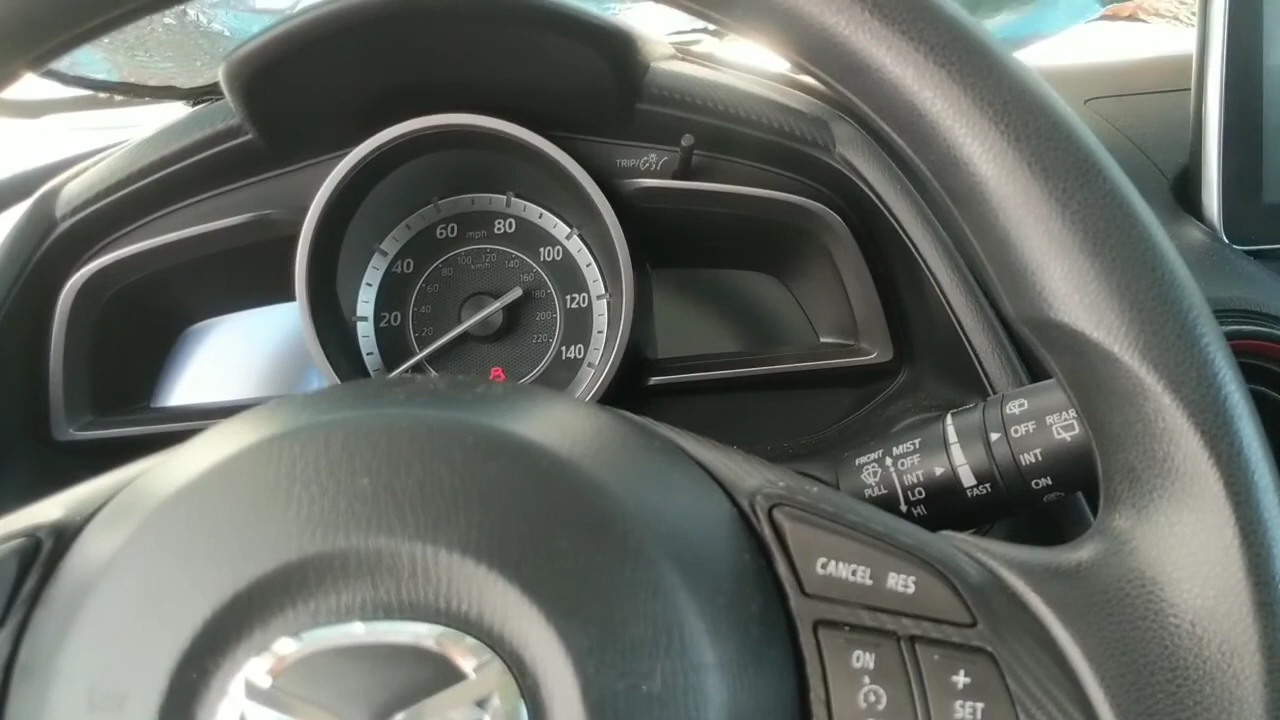 TRIP/
60 mph 80
40 100
20 120
140
100 120
km/h
80 140
60 160
40 180
20 200
220
FRONT MIST
OFF
INT
PULL LO
HI
FAST
OFF REAR
INT
ON
CANCEL RES
ON +
SET